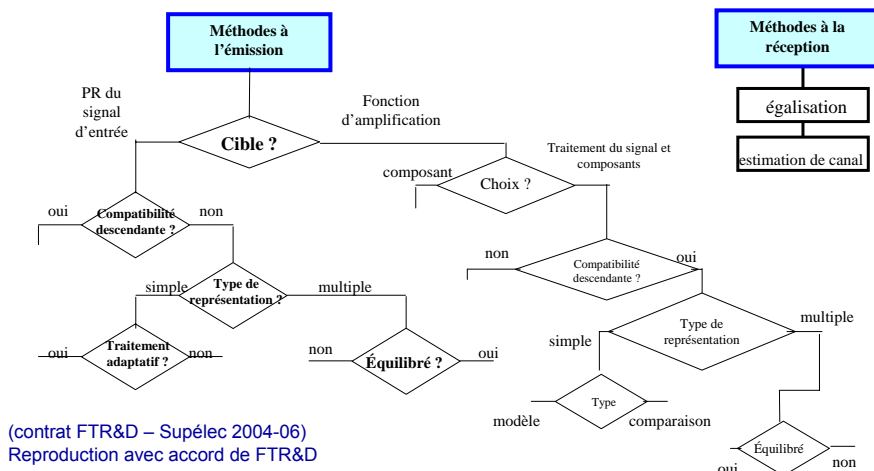 Méthodes à
l'émission
Méthodes à la
réception
égalisation
estimation de canal
PR du
signal
d'entrée
Fonction
d'amplification
Cible ?
composant
Traitement du signal et
composants
Choix ?
oui
Compatibilité
descendante ?
non
non
Compatibilité
descendante ?
oui
simple
Type de
représentation ?
multiple
simple
Type de
représentation
multiple
oui
Traitement
adaptatif ?
non
non
Équilibré ?
oui
modèle
Type
comparaison
oui
Équilibré
non
(contrat FTR&D – Supélec 2004-06)
Reproduction avec accord de FTR&D